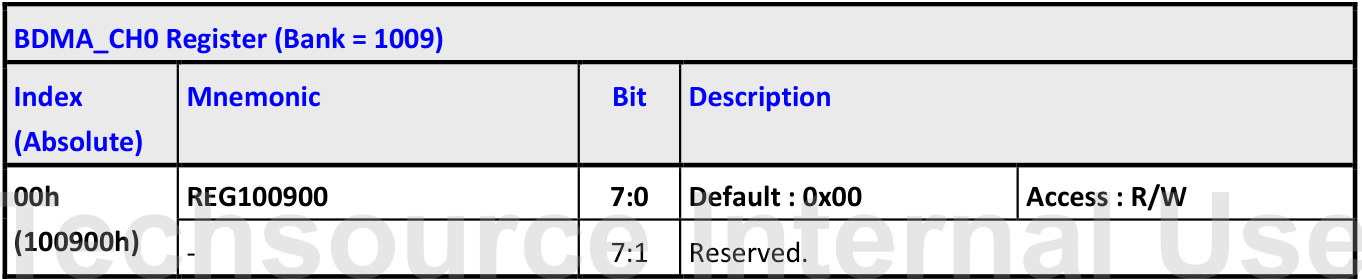 BDMA_CH0 Register (Bank = 1009)
Index (Absolute) Mnemonic Bit Description
00h (100900h) REG100900 7:0 Default : 0x00 Access : R/W
- 7:1 Reserved.
Techsource Internal Use